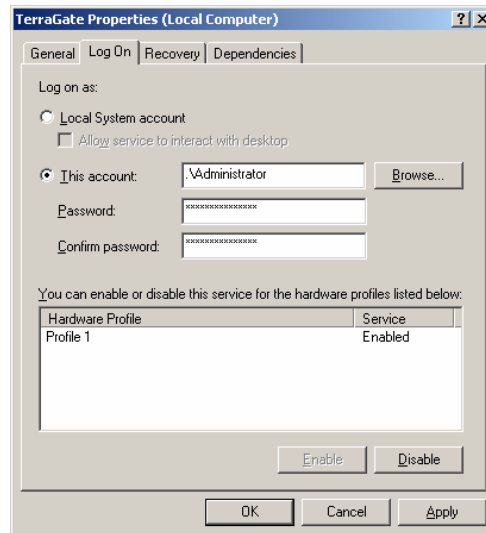 TerraGate Properties (Local Computer)
? X
General Log On Recovery Dependencies
Log on as:
Local System account
Allow service to interact with desktop
This account: .\Administrator Browse...
Password: ×××××××××××××××
Confirm password: ×××××××××××××××
You can enable or disable this service for the hardware profiles listed below:
Hardware Profile Service
Profile 1 Enabled
Enable Disable
OK Cancel Apply